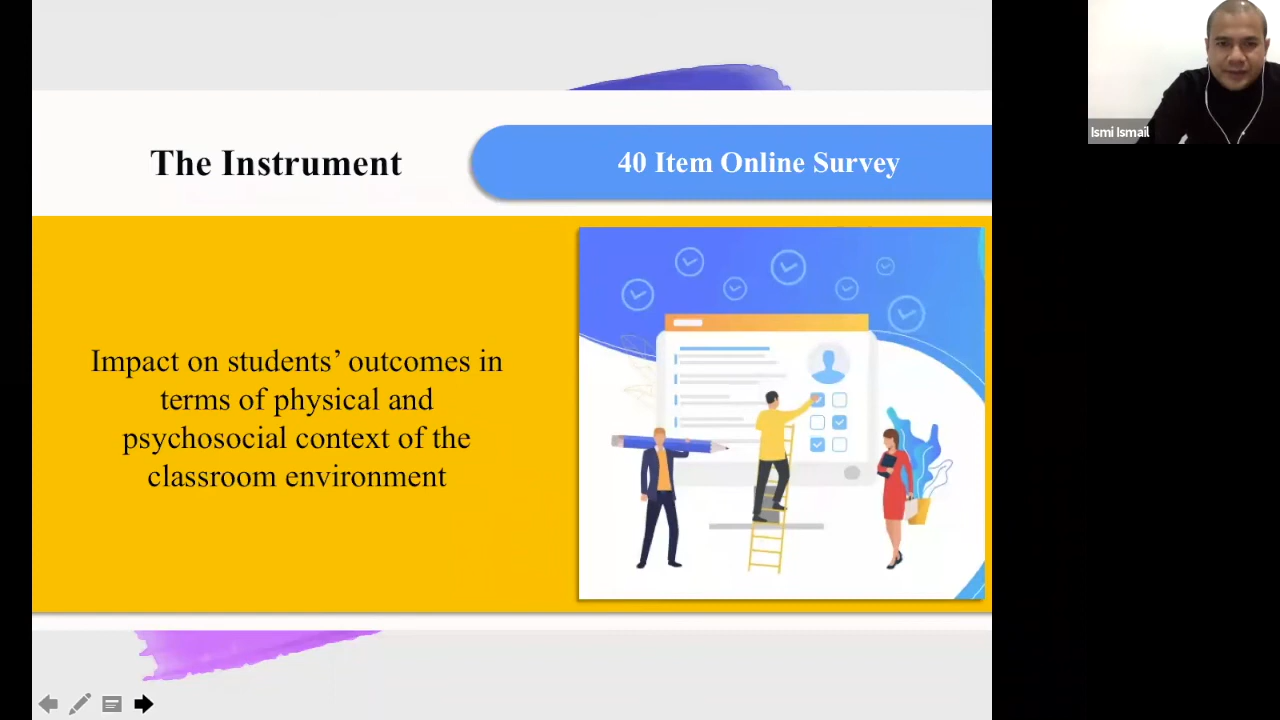 The Instrument
40 Item Online Survey
Impact on students’ outcomes in
terms of physical and
psychosocial context of the
classroom environment
Ismi Ismail